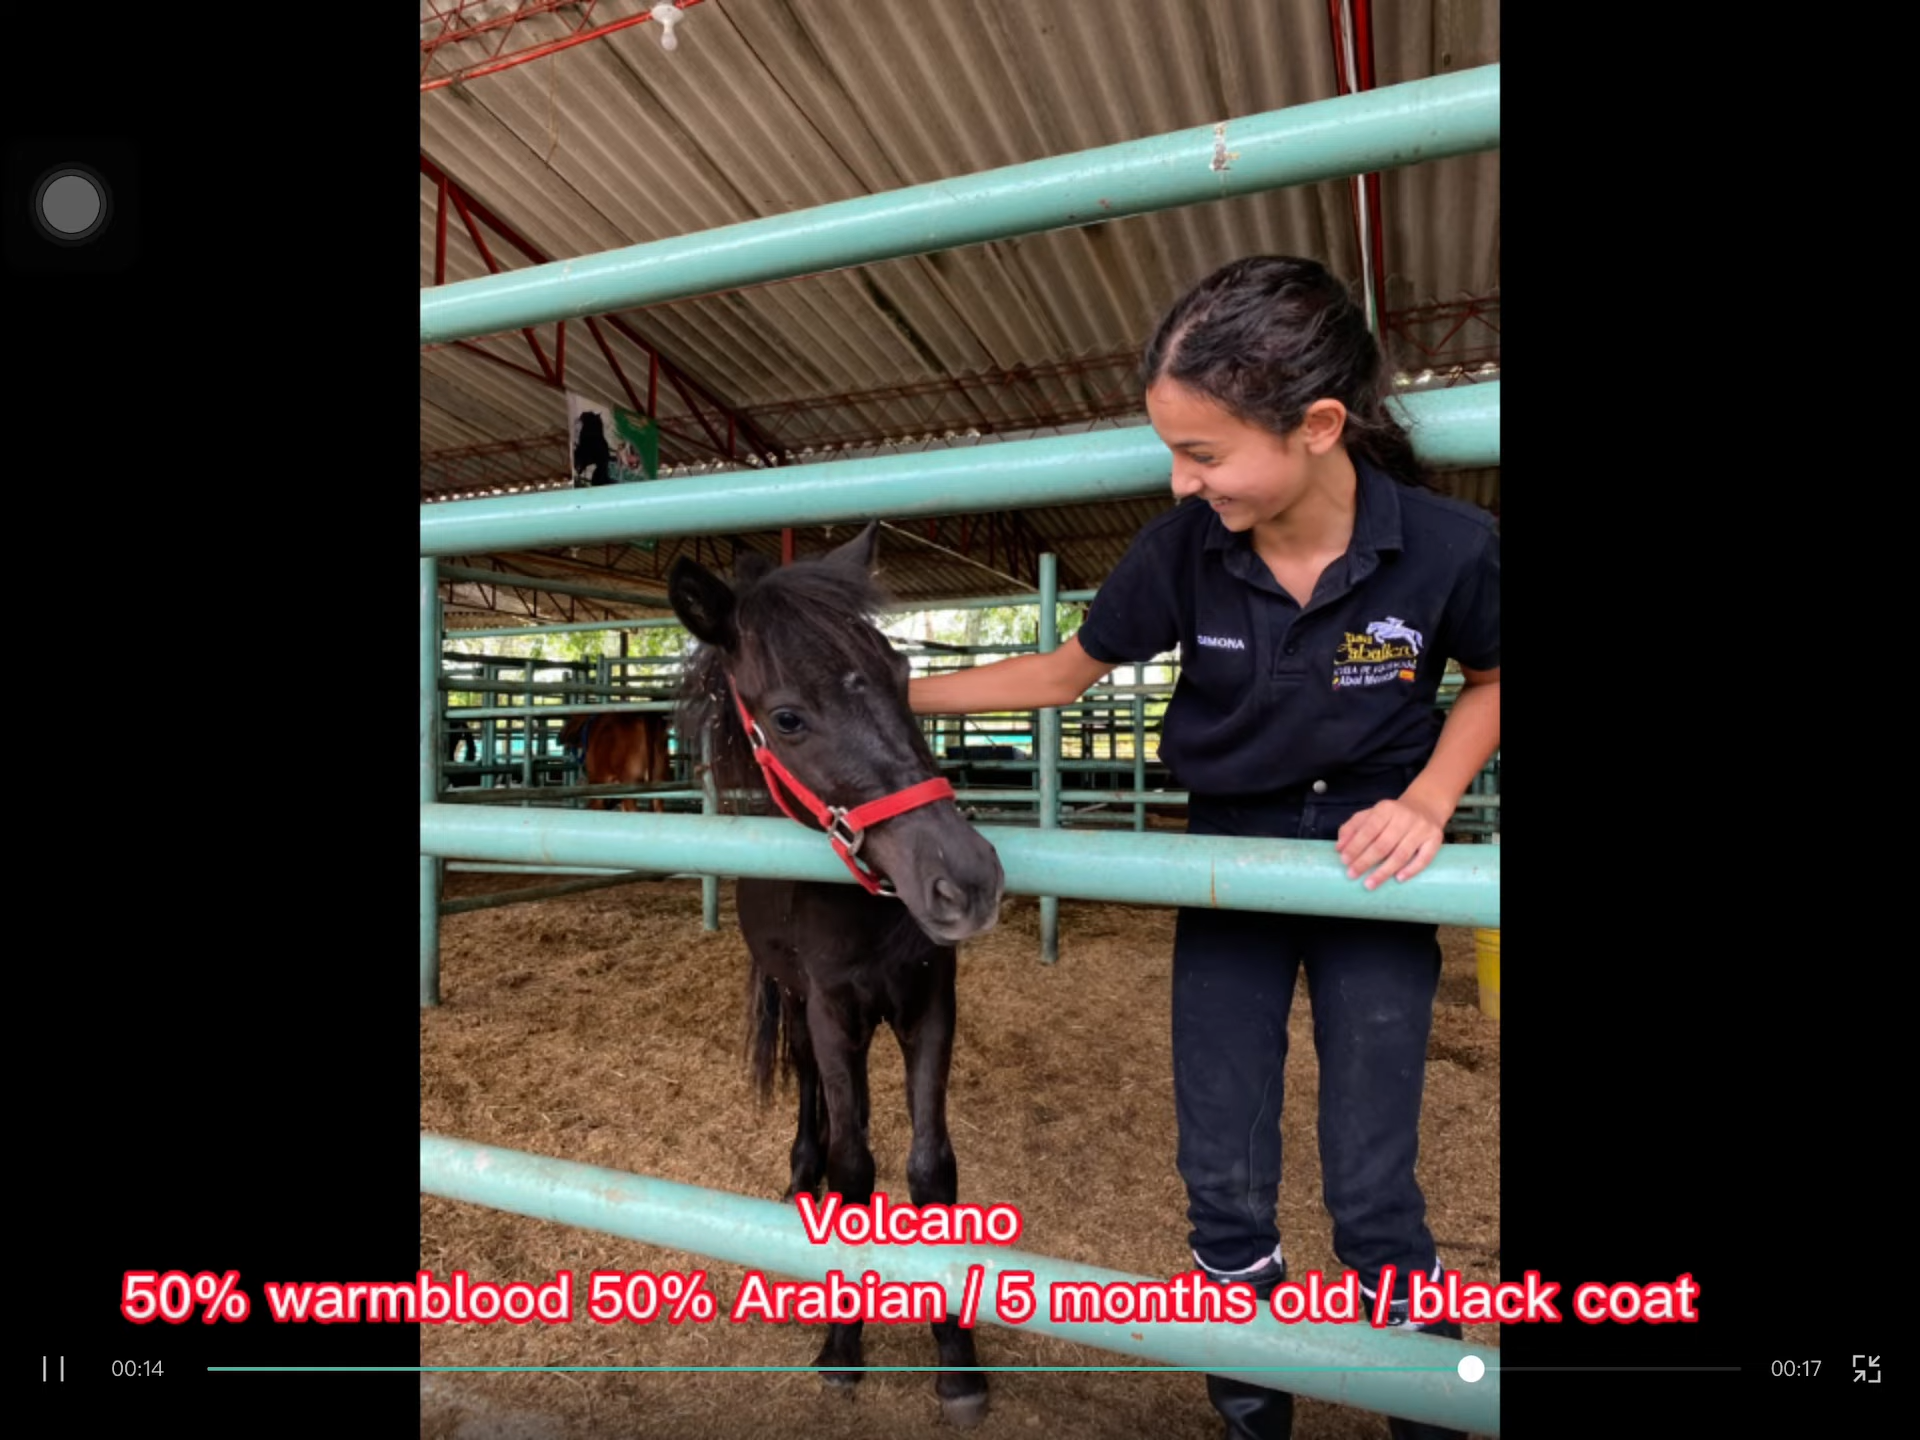 SIMONA
Volcano
50% warmblood 50% Arabian / 5 months old / black coat
00:14
00:17